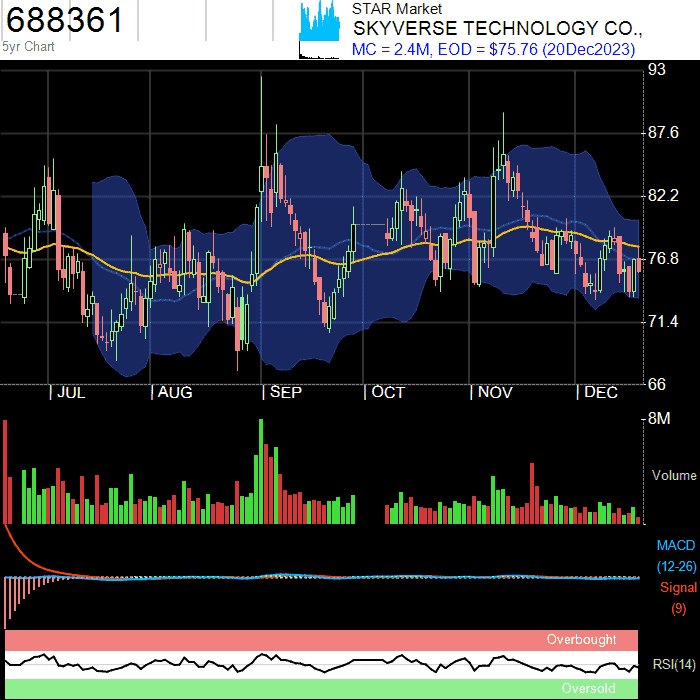 688361
5yr Chart
STAR Market
SKYVERSE TECHNOLOGY CO.,
MC = 2.4M, EOD = $75.76 (20Dec2023)
93
87.6
82.2
76.8
71.4
66
JUL
AUG
SEP
OCT
NOV
DEC
8M
Volume
MACD
(12-26)
Signal
(9)
Overbought
RSI(14)
Oversold